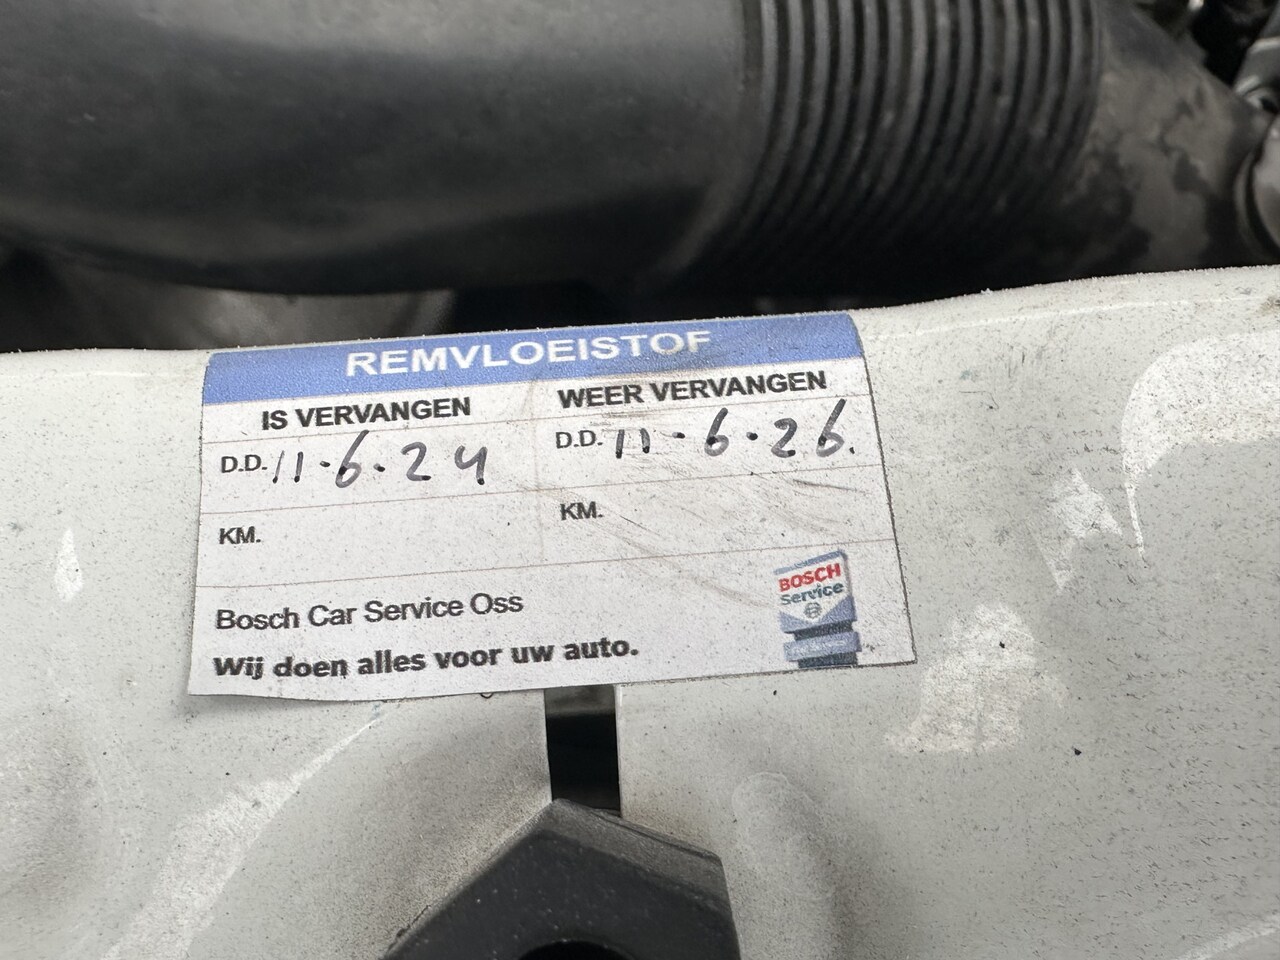 REMVLOEISTOF
IS VERVANGEN
WEER VERVANGEN
D.D. 11-6-24
D.D. 11-6-26.
KM.
KM.
Bosch Car Service Oss
Wij doen alles voor uw auto.
BOSCH
Service